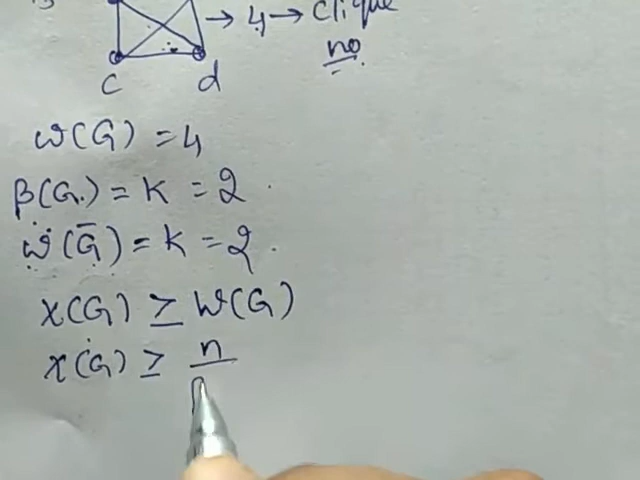 → 4 → clique
no
c d
ω(G) = 4
β(G) = K = 2
ω(G̅) = K = 2
χ(G) ≥ ω(G)
χ(G) ≥ n/